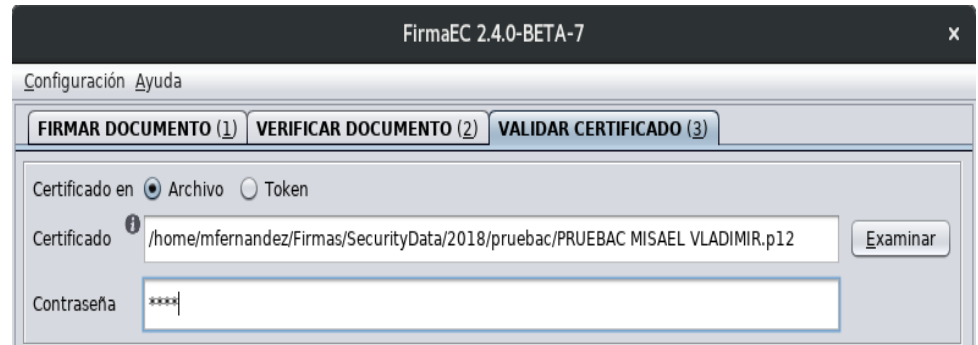 FirmaEC 2.4.0-BETA-7 x
Configuración Ayuda
FIRMAR DOCUMENTO (1) VERIFICAR DOCUMENTO (2) VALIDAR CERTIFICADO (3)
Certificado en Archivo Token
Certificado /home/mfernandez/Firmas/SecurityData/2018/pruebac/PRUEBAC MISAEL VLADIMIR.p12 Examinar
Contraseña ****